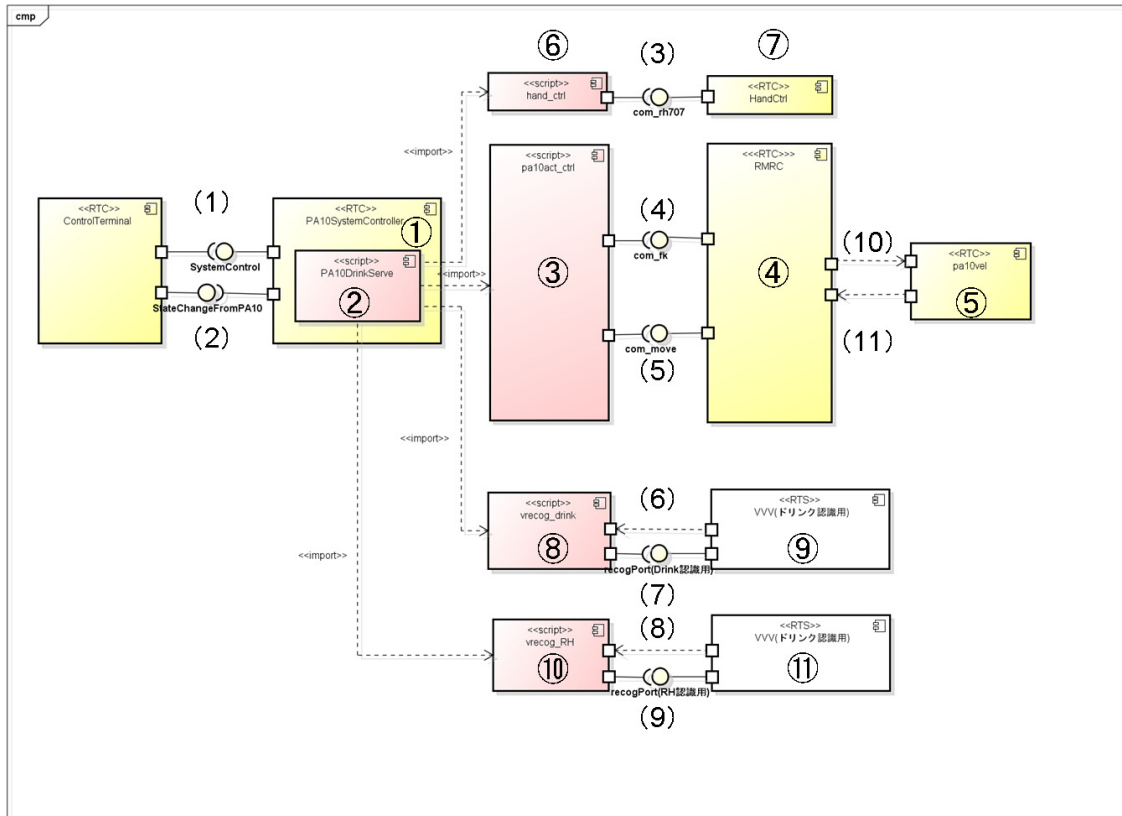 cmp
⑥
(3)
⑦
<<script>>
hand_ctrl
com_rh707
<<RTC>>
HandCtrl
<<import>>
<<script>>
pa10act_ctrl
③
(4)
com_fk
com_move
(5)
<<RTC>>>
RMRC
④
(10)
(11)
<<RTC>>
pa10vel
⑤
<<RTC>>
ControlTerminal
(1)
SystemControl
StateChangeFromPA10
(2)
<<RTC>>
PA10SystemController
①
<<script>>
PA10DrinkServe
②
<<import>>
<<import>>
<<script>>
vrecog_drink
⑧
(6)
recogPort(Drink認識用)
(7)
<<RTS>>
VVV(ドリンク認識用)
⑨
<<import>>
<<script>>
vrecog_RH
⑩
(8)
recogPort(RH認識用)
(9)
<<RTS>>
VVV(ドリンク認識用)
⑪